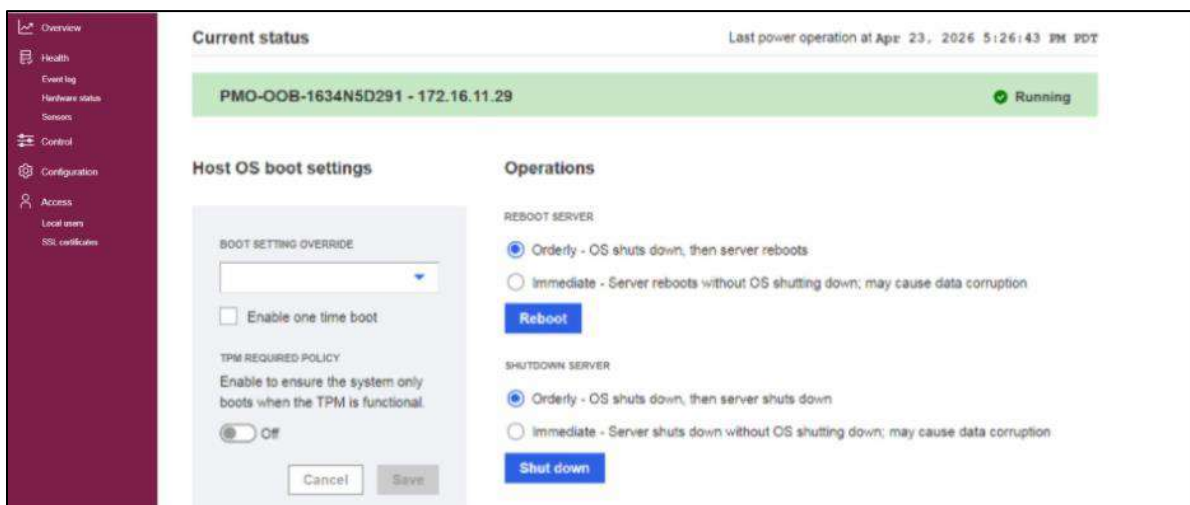 Overview
Health
Event log
Hardware status
Sensors
Control
Configuration
Access
Local users
SSL certificates
Current status
Last power operation at Apr 23, 2026 5:26:43 PM PDT
PMO-OOB-1634N5D291 - 172.16.11.29
Running
Host OS boot settings
BOOT SETTING OVERRIDE
Enable one time boot
TPM REQUIRED POLICY
Enable to ensure the system only
boots when the TPM is functional.
Off
Cancel
Save
Operations
REBOOT SERVER
Orderly - OS shuts down, then server reboots
Immediate - Server reboots without OS shutting down; may cause data corruption
Reboot
SHUTDOWN SERVER
Orderly - OS shuts down, then server shuts down
Immediate - Server shuts down without OS shutting down; may cause data corruption
Shut down